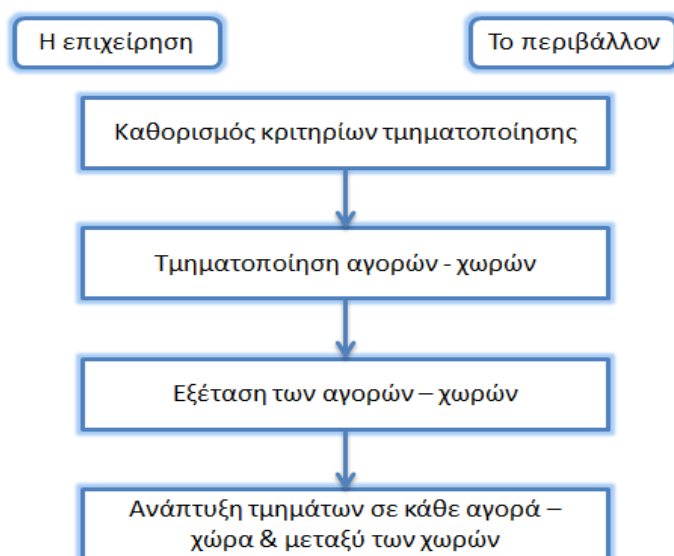 Η επιχείρηση
Το περιβάλλον
Καθορισμός κριτηρίων τμηματοποίησης
Τμηματοποίηση αγορών - χωρών
Εξέταση των αγορών – χωρών
Ανάπτυξη τμημάτων σε κάθε αγορά –
χώρα & μεταξύ των χωρών